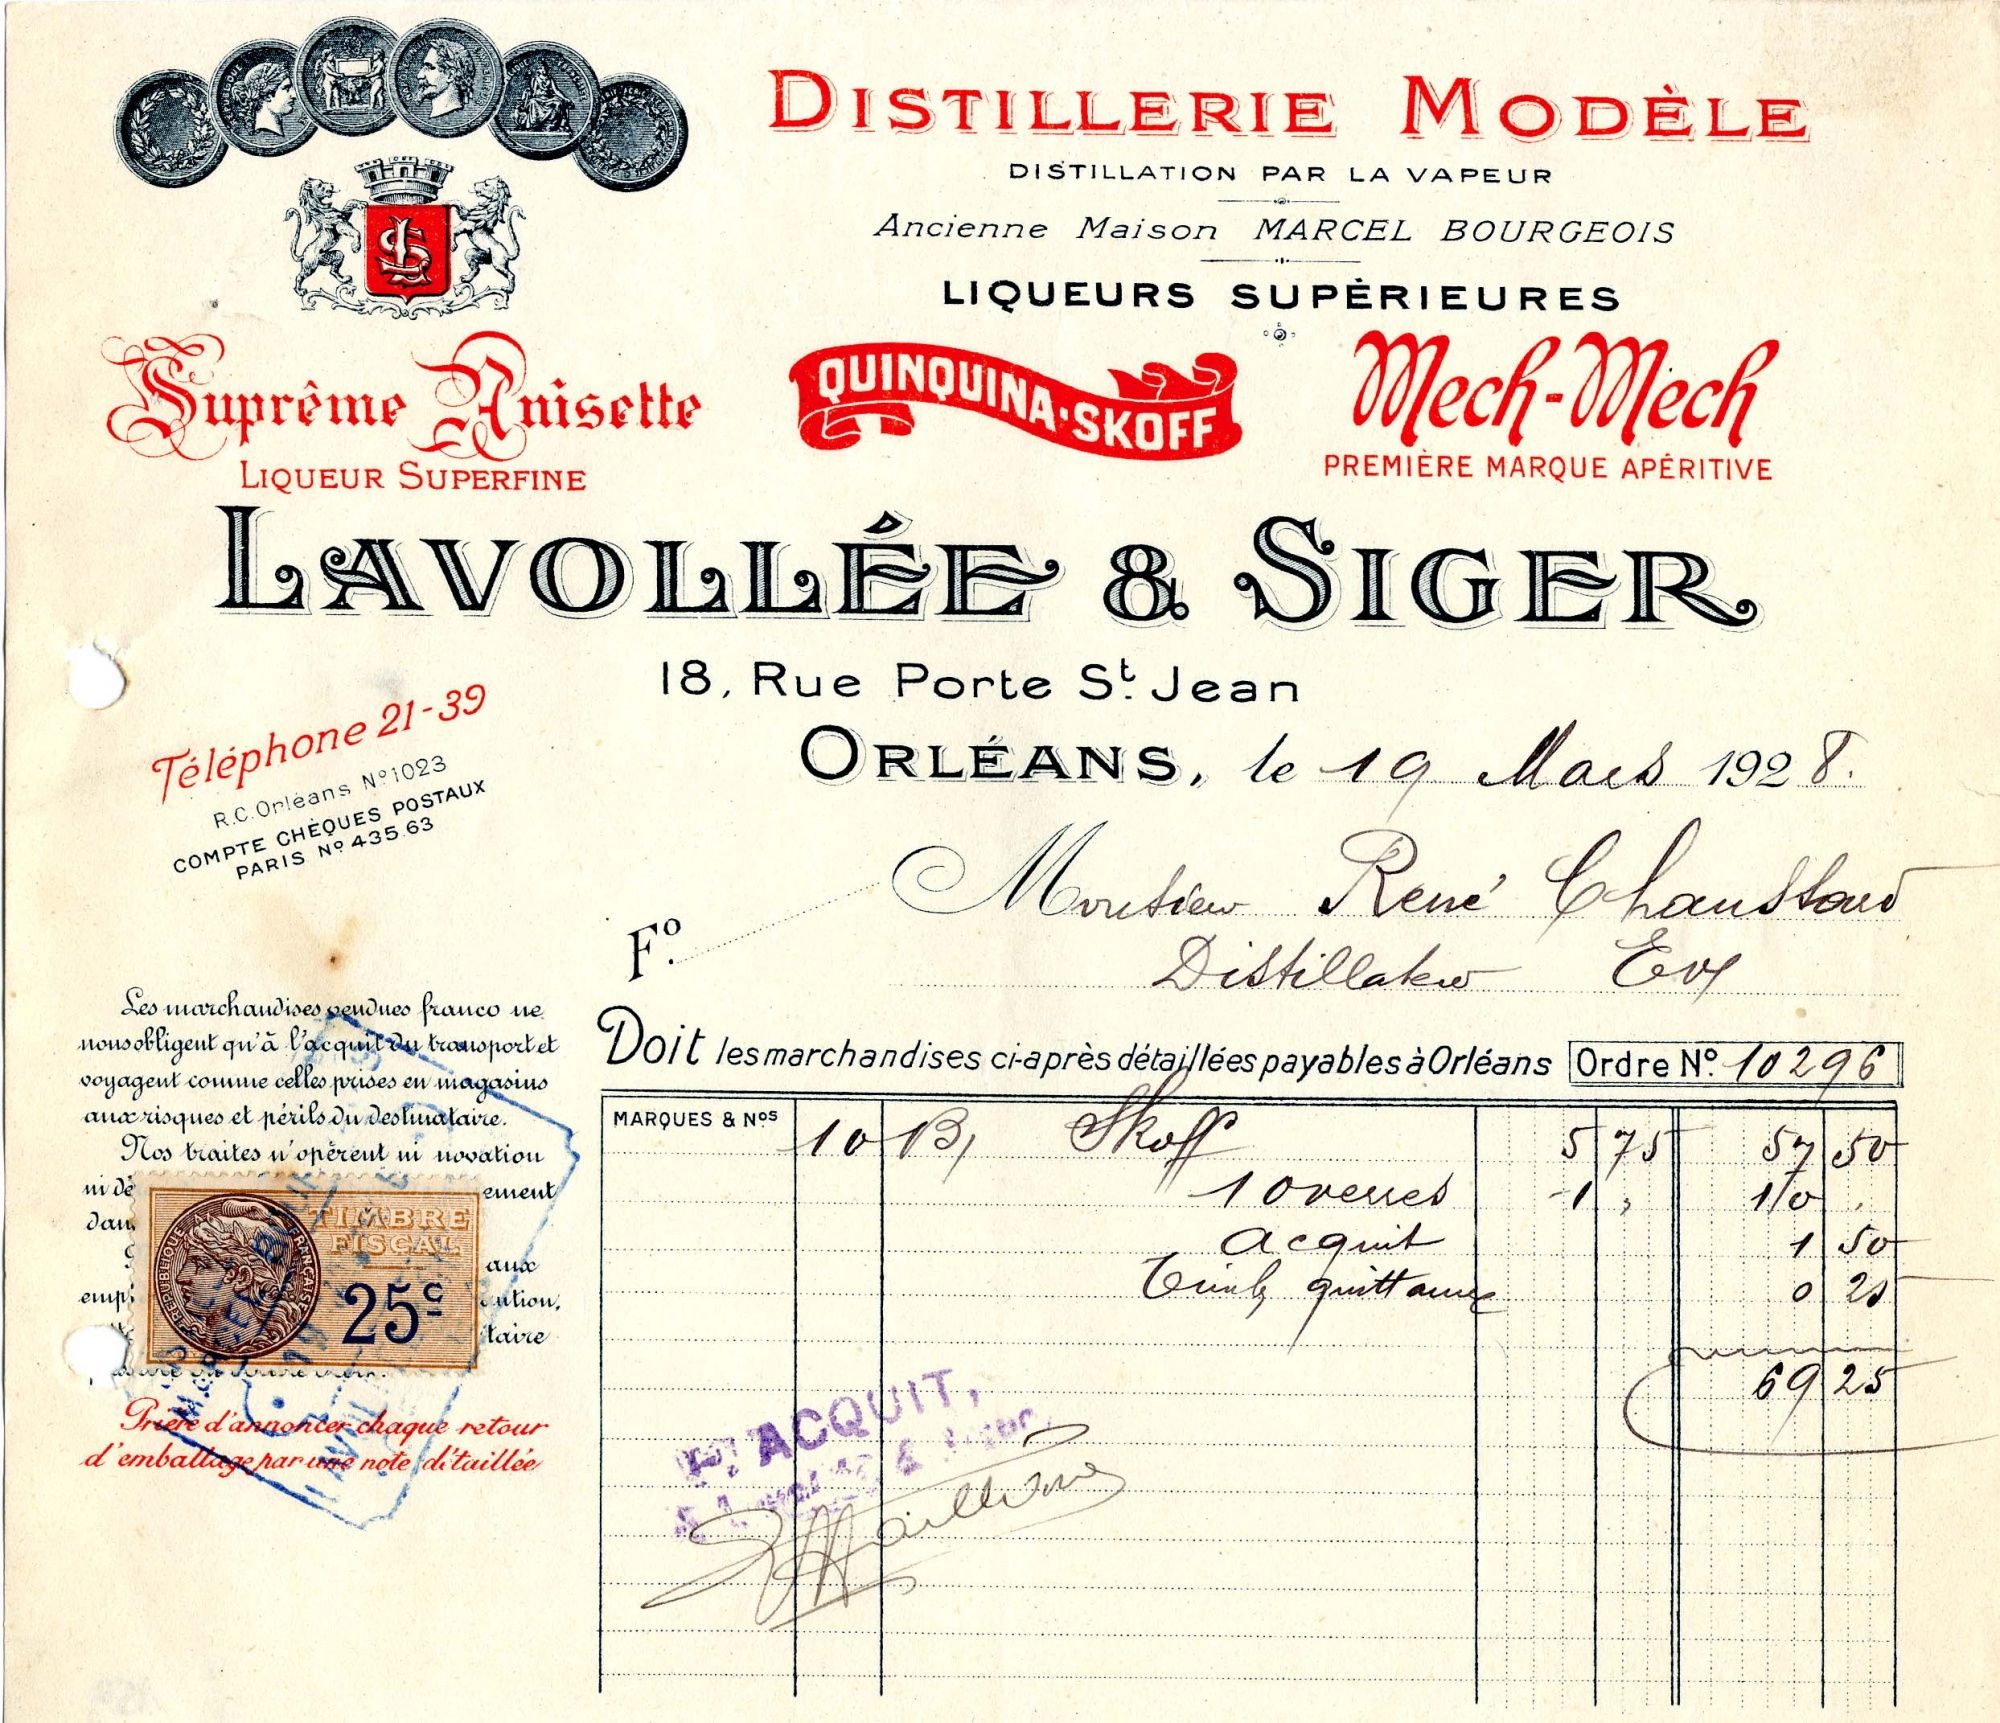 DISTILLERIE MODÈLE
DISTILLATION PAR LA VAPEUR
Ancienne Maison MARCEL BOURGEOIS
LIQUEURS SUPÈRIEURES
Suprême Anisette
LIQUEUR SUPERFINE
QUINQUINA-SKOFF
Mech-Mech
PREMIÈRE MARQUE APÉRITIVE
LAVOLLÉE & SIGER
18, Rue Porte St. Jean
ORLÉANS, le 19 Mars 1928.
Téléphone 21-39
R.C. Orléans No 1023
COMPTE CHÈQUES POSTAUX
PARIS No 435.63
Monsieur René
Fo.
Distillateur
Doit les marchandises ci-après détaillées payables à Orléans Ordre No. 10296
Les marchandises vendues franco ne
nous obligent qu'à l'acquit du transport et
voyagent comme celles prises en magasins
aux risques et périls du destinataire.
Nos traites n'opèrent ni novation
TIMBRE
FISCAL
RÉPUBLIQUE FRANÇAISE
25c
Prière d'annoncer chaque retour
d'emballage par une note détaillée
MARQUES & Nos
10 B, Skoff 5 75 57 50
10 verres 1 , 10 .
acquit 1 50
Timb quittance 0 25
69 25
P. ACQUIT,